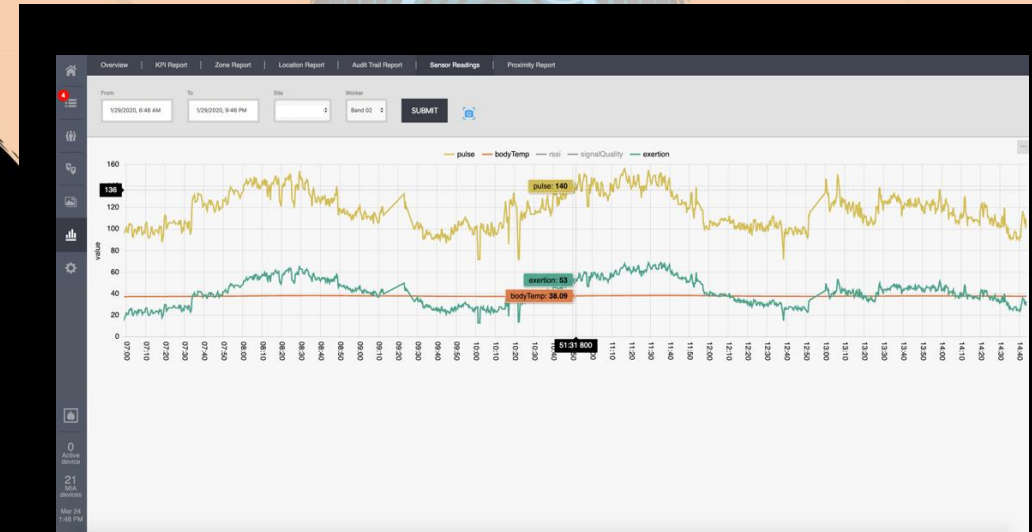 Overview | KPI Report | Zone Report | Location Report | Audit Trail Report | Sensor Readings | Proximity Report
4
From To Site Worker
1/29/2020, 6:46 AM 1/29/2020, 9:46 PM Band 02 SUBMIT
pulse bodyTemp rssi signalQuality exertion
160
136
120
100
80
60
40
20
0
value
pulse: 140
exertion: 53
bodyTemp: 38.09
51:31 800
07:00 07:10 07:20 07:30 07:40 07:50 08:00 08:10 08:20 08:30 08:40 08:50 09:00 09:10 09:20 09:30 09:40 09:50 10:00 10:10 10:20 10:30 11:10 11:20 11:30 11:40 11:50 12:00 12:10 12:20 12:30 12:40 12:50 13:00 13:10 13:20 13:30 13:40 13:50 14:00 14:10 14:20 14:30 14:40
0
Active
device
21
MIA
devices
Mar 24
1:48 PM